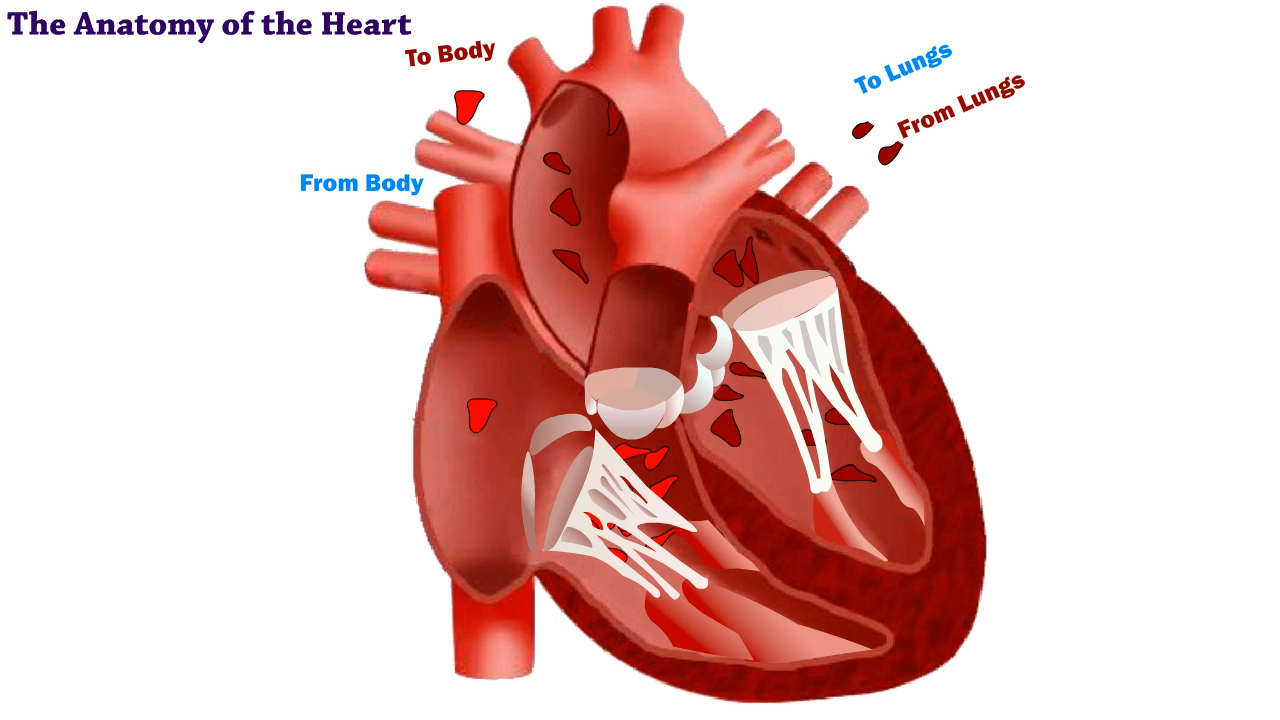 The Anatomy of the Heart
To Body
To Lungs
From Lungs
From Body